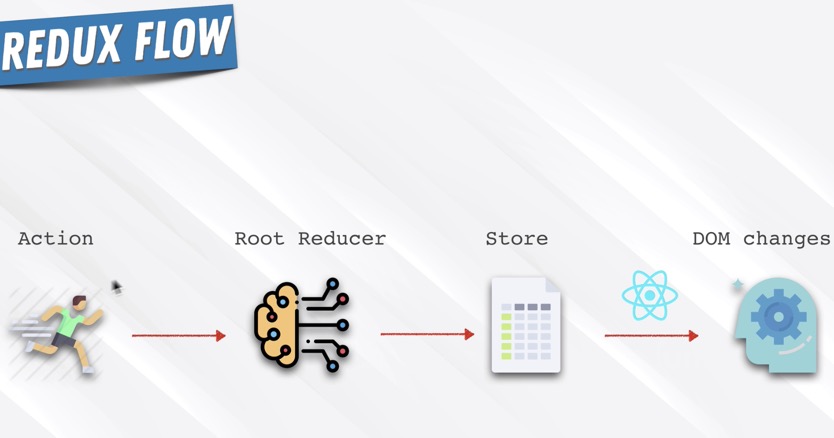 REDUX FLOW
Action
Root Reducer
Store
DOM changes